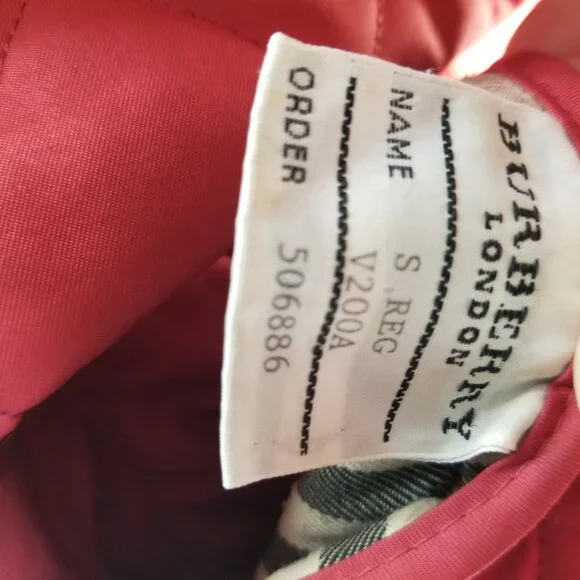 BURBERRY
LONDON
NAME S.REG
V200A
ORDER 506886